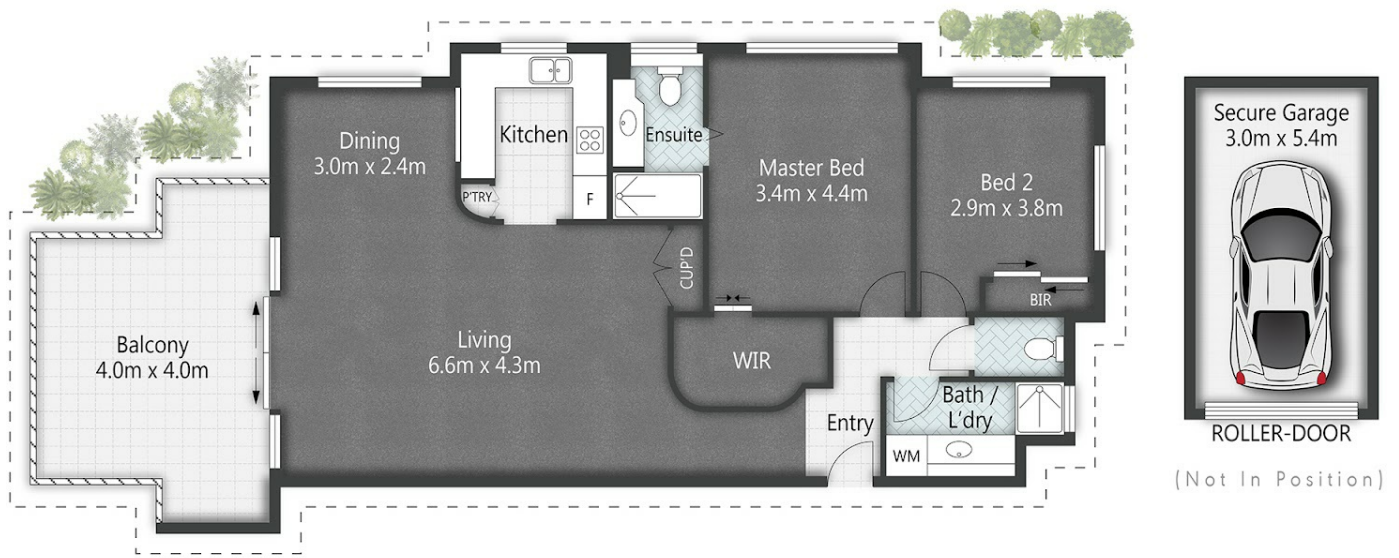 Dining
3.0m x 2.4m
Kitchen
P'TRY
F
Ensuite
Master Bed
3.4m x 4.4m
Bed 2
2.9m x 3.8m
BIR
CUP'D
Balcony
4.0m x 4.0m
Living
6.6m x 4.3m
WIR
Entry
Bath /
L'dry
WM
Secure Garage
3.0m x 5.4m
ROLLER-DOOR
(Not In Position)